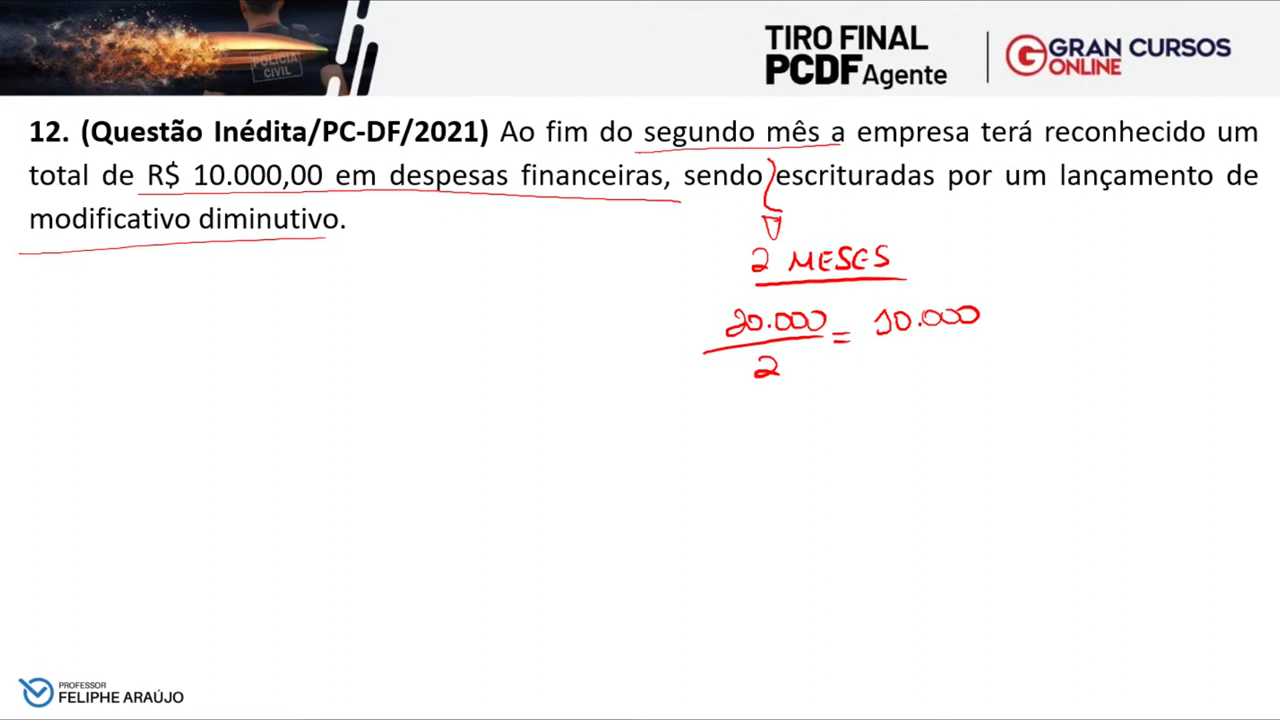 POLÍCIA
CIVIL
TIRO FINAL
PCDF Agente
GRAN CURSOS
ONLINE
12. (Questão Inédita/PC-DF/2021) Ao fim do segundo mês a empresa terá reconhecido um
total de R$ 10.000,00 em despesas financeiras, sendo escrituradas por um lançamento de
modificativo diminutivo.
2 MESES
20.000
2
= 10.000
PROFESSOR
FELIPHE ARAÚJO